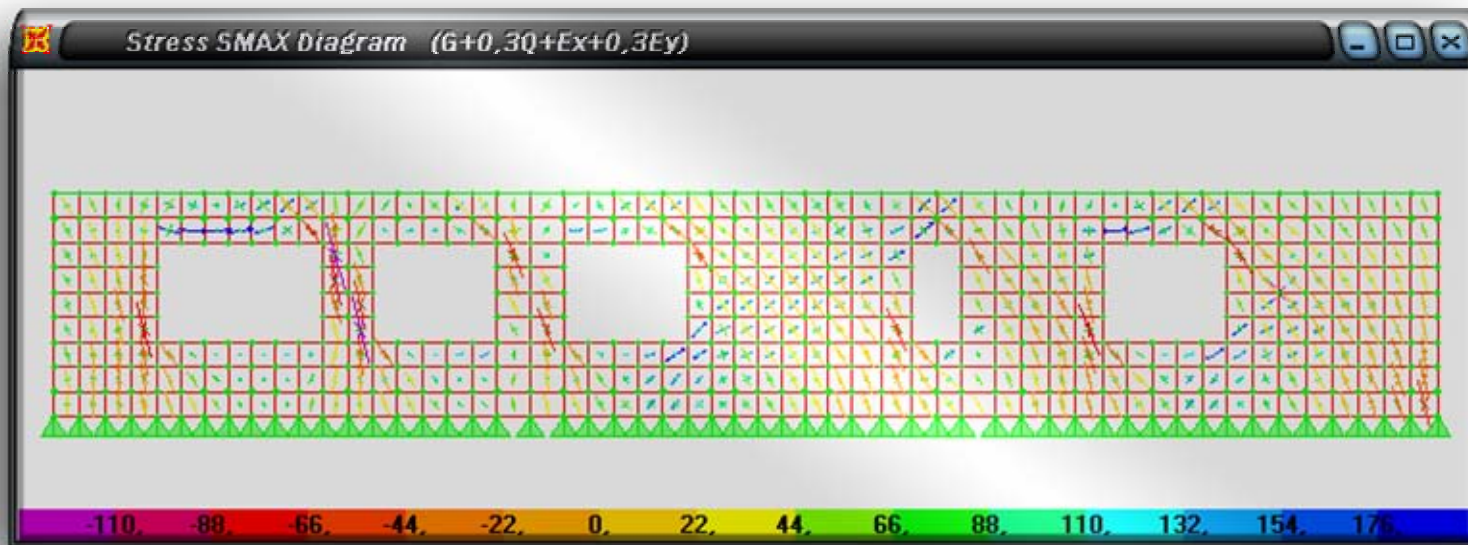 Stress SMAX Diagram (G+0,3Q+Ex+0,3Ey)
-110, -88, -66, -44, -22, 0, 22, 44, 66, 88, 110, 132, 154, 176,